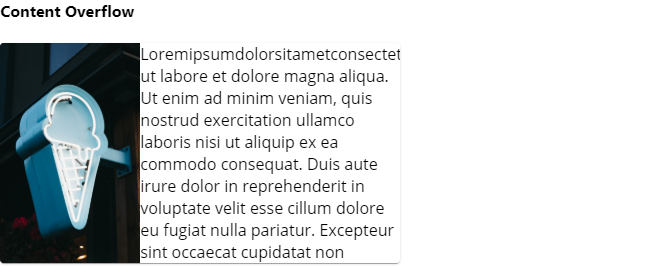 Content Overflow
Loremipsumdolorsitametconsectet
ut labore et dolore magna aliqua.
Ut enim ad minim veniam, quis
nostrud exercitation ullamco
laboris nisi ut aliquip ex ea
commodo consequat. Duis aute
irure dolor in reprehenderit in
voluptate velit esse cillum dolore
eu fugiat nulla pariatur. Excepteur
sint occaecat cupidatat non